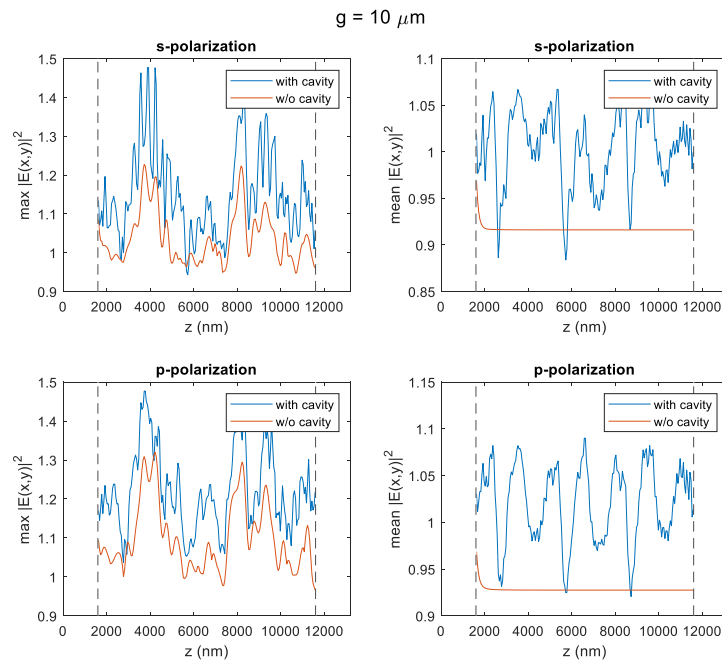 g = 10 μm
s-polarization
max |E(x,y)|²
1.5
1.4
1.3
1.2
1.1
1
0.9
0 2000 4000 6000 8000 10000 12000
z (nm)
with cavity
w/o cavity
s-polarization
mean |E(x,y)|²
1.1
1.05
1
0.95
0.9
0.85
0 2000 4000 6000 8000 10000 12000
z (nm)
with cavity
w/o cavity
p-polarization
max |E(x,y)|²
1.5
1.4
1.3
1.2
1.1
1
0.9
0 2000 4000 6000 8000 10000 12000
z (nm)
with cavity
w/o cavity
p-polarization
mean |E(x,y)|²
1.15
1.1
1.05
1
0.95
0.9
0 2000 4000 6000 8000 10000 12000
z (nm)
with cavity
w/o cavity